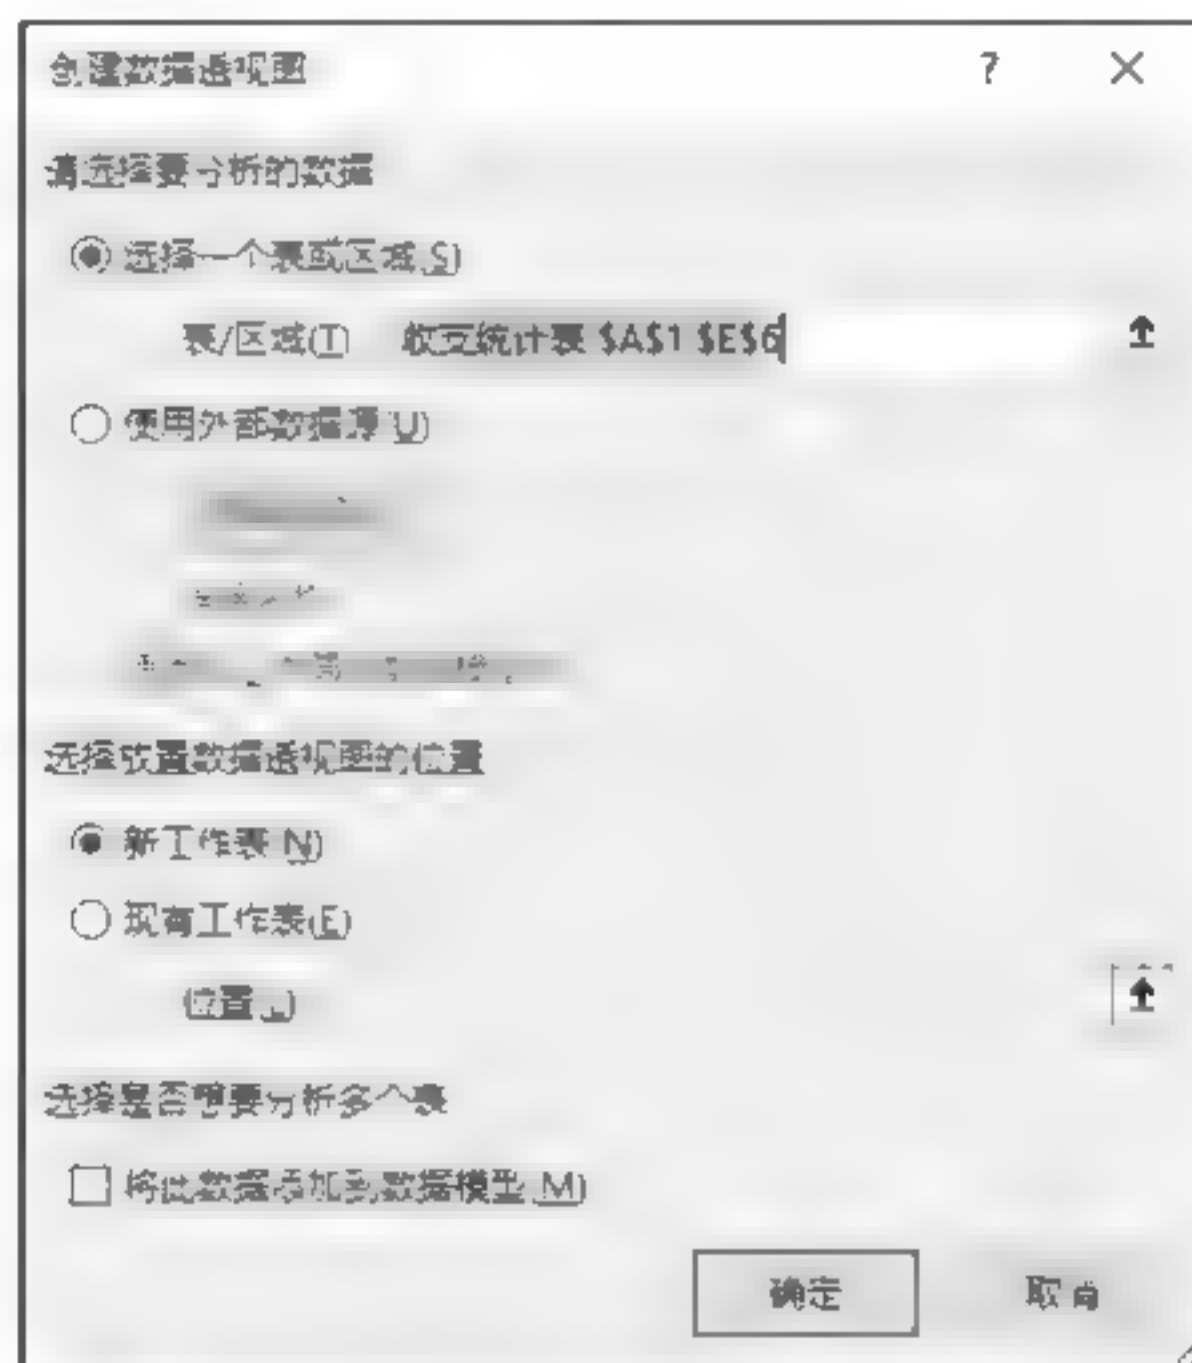 创建数据透视图 ? ×
请选择要分析的数据
选择一个表或区域(S)
表/区域(T) 收支统计表 $A$1 $E$6
使用外部数据源(U)
选择放置数据透视图的位置
新工作表(N)
现有工作表(E)
位置
选择是否想要分析多个表
将此数据添加到数据模型(M)
确定 取消